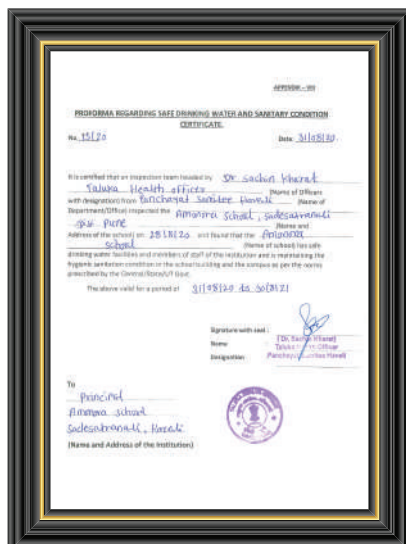 APPENDIX – VIII
PROFORMA REGARDING SAFE DRINKING WATER AND SANITARY CONDITION
CERTIFICATE.
No. 15/20 Date: 31/08/20.
It is certified that an inspection team headed by Dr Sachin Kharat
Taluka Health officer (Name of Officers
with designation) from Panchayat Samitee Haveli (Name of
Department/Office) inspected the Amanora School, Sadesatranali
Dist Pune (Name and
Address of the school) on 28/8/20 and found that the Amanora
School (Name of school) has safe
drinking water facilities and members of staff of the institution and is maintaining the
hygienic sanitation condition in the school building and the campus as per the norms
prescribed by the Central/State/UT Govt.
The above valid for a period of 31/08/20 to 30/8/21
Signature with seal :
Name : (Dr. Sachin Kharat)
Taluka Officer
Designation Panchayat Haveli
To
Principal
Amanora School
Sadesatranali, Haveli
(Name and Address of the Institution)